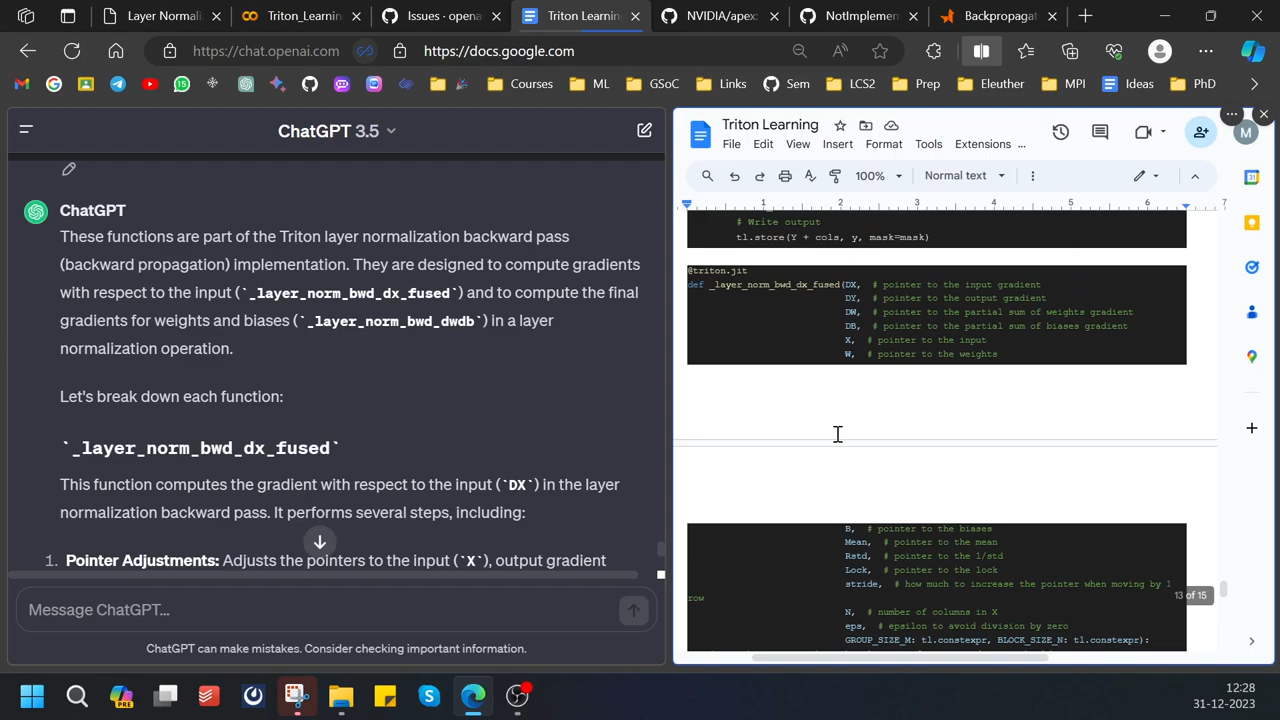 Layer Normali:
Triton_Learning
Issues - opena
Triton Learning
NVIDIA/apex:
NotImplemen
Backpropagat
https://chat.openai.com
https://docs.google.com
Courses
ML
GSoC
Links
Sem
LCS2
Prep
Eleuther
MPI
Ideas
PhD
ChatGPT 3.5
ChatGPT
These functions are part of the Triton layer normalization backward pass
(backward propagation) implementation. They are designed to compute gradients
with respect to the input (`_layer_norm_bwd_dx_fused`) and to compute the final
gradients for weights and biases (`_layer_norm_bwd_dwdb`) in a layer
normalization operation.
Let's break down each function:
`_layer_norm_bwd_dx_fused`
This function computes the gradient with respect to the input (`DX`) in the layer
normalization backward pass. It performs several steps, including:
1. Pointer Adjustment: Adjusts the pointers to the input (`X`), output gradient
Message ChatGPT...
ChatGPT can make mistakes. Consider checking important information.
Triton Learning
File Edit View Insert Format Tools Extensions ...
M
100% Normal text
1 2 3 4 5 6 7
# Write output
tl.store(Y + cols, y, mask=mask)
@triton.jit
def _layer_norm_bwd_dx_fused(DX, # pointer to the input gradient
DY, # pointer to the output gradient
DW, # pointer to the partial sum of weights gradient
DB, # pointer to the partial sum of biases gradient
X, # pointer to the input
W, # pointer to the weights
B, # pointer to the biases
Mean, # pointer to the mean
Rstd, # pointer to the 1/std
Lock, # pointer to the lock
stride, # how much to increase the pointer when moving by 1
row
N, # number of columns in X
eps, # epsilon to avoid division by zero
GROUP_SIZE_M: tl.constexpr, BLOCK_SIZE_N: tl.constexpr):
13 of 15
12:28
31-12-2023